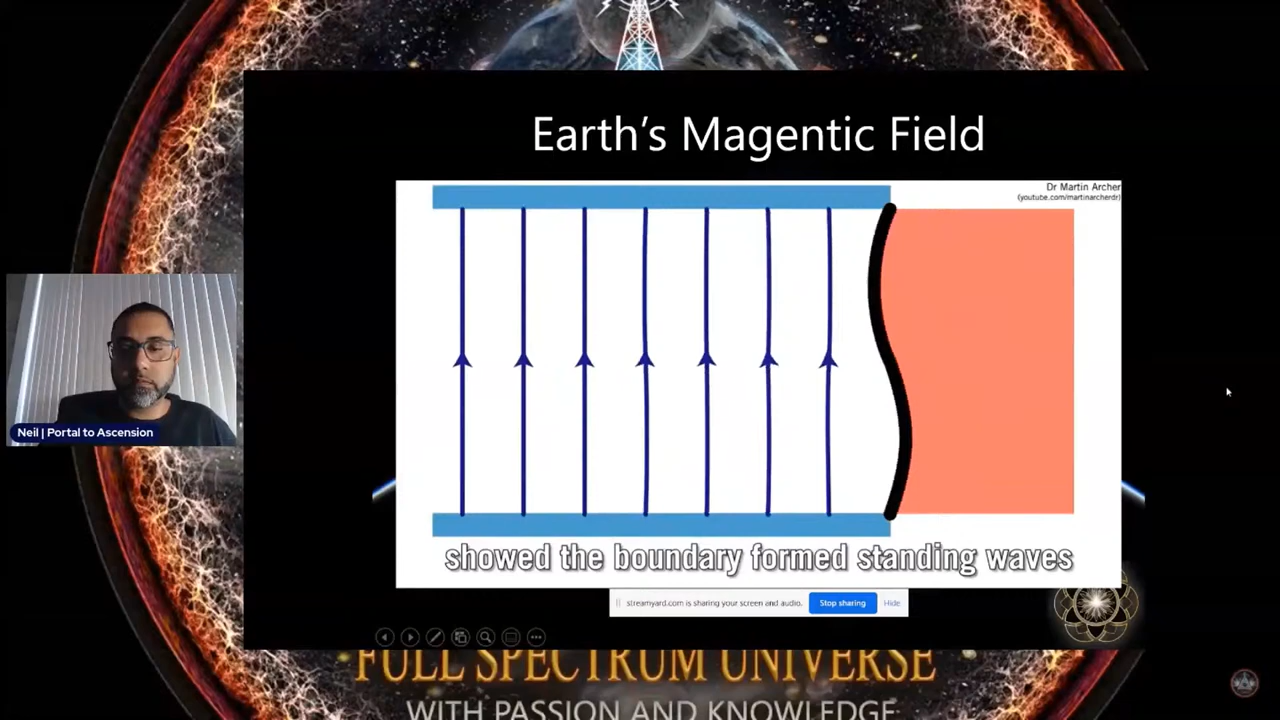 Earth's Magentic Field
Dr Martin Archer
(youtube.com/martinarcherdr)
showed the boundary formed standing waves
Neil | Portal to Ascension
streamyard.com is sharing your screen and audio.
Stop sharing
Hide
FULL SPECTRUM UNIVERSE
WITH PASSION AND KNOWLEDGE